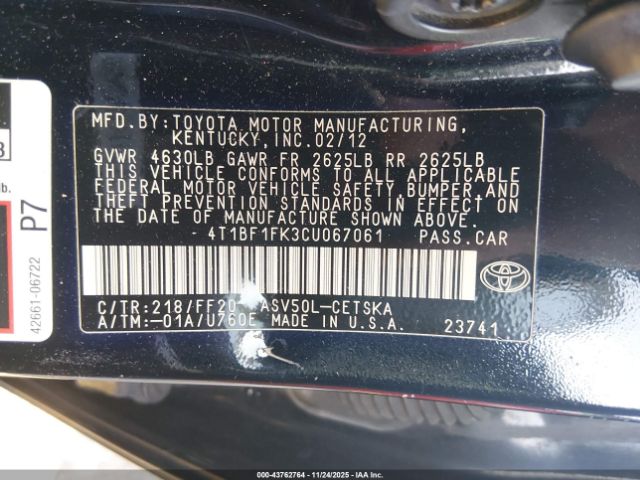 MFD.BY:TOYOTA MOTOR MANUFACTURING,
KENTUCKY,INC.02/12
GVWR 4630LB GAWR FR 2625LB RR 2625LB
THIS VEHICLE CONFORMS TO ALL APPLICABLE
FEDERAL MOTOR VEHICLE SAFETY,BUMPER,AND
THEFT PREVENTION STANDARDS IN EFFECT ON
THE DATE OF MANUFACTURE SHOWN ABOVE.
4T1BF1FK3CU067061 PASS.CAR
C/TR:218/FF20 ASV50L-CETSKA
A/TM:-01A/U760E MADE IN U.S.A. 23741
P7
42661-06722
000-43762764 - 11/24/2025 - IAAI.COM